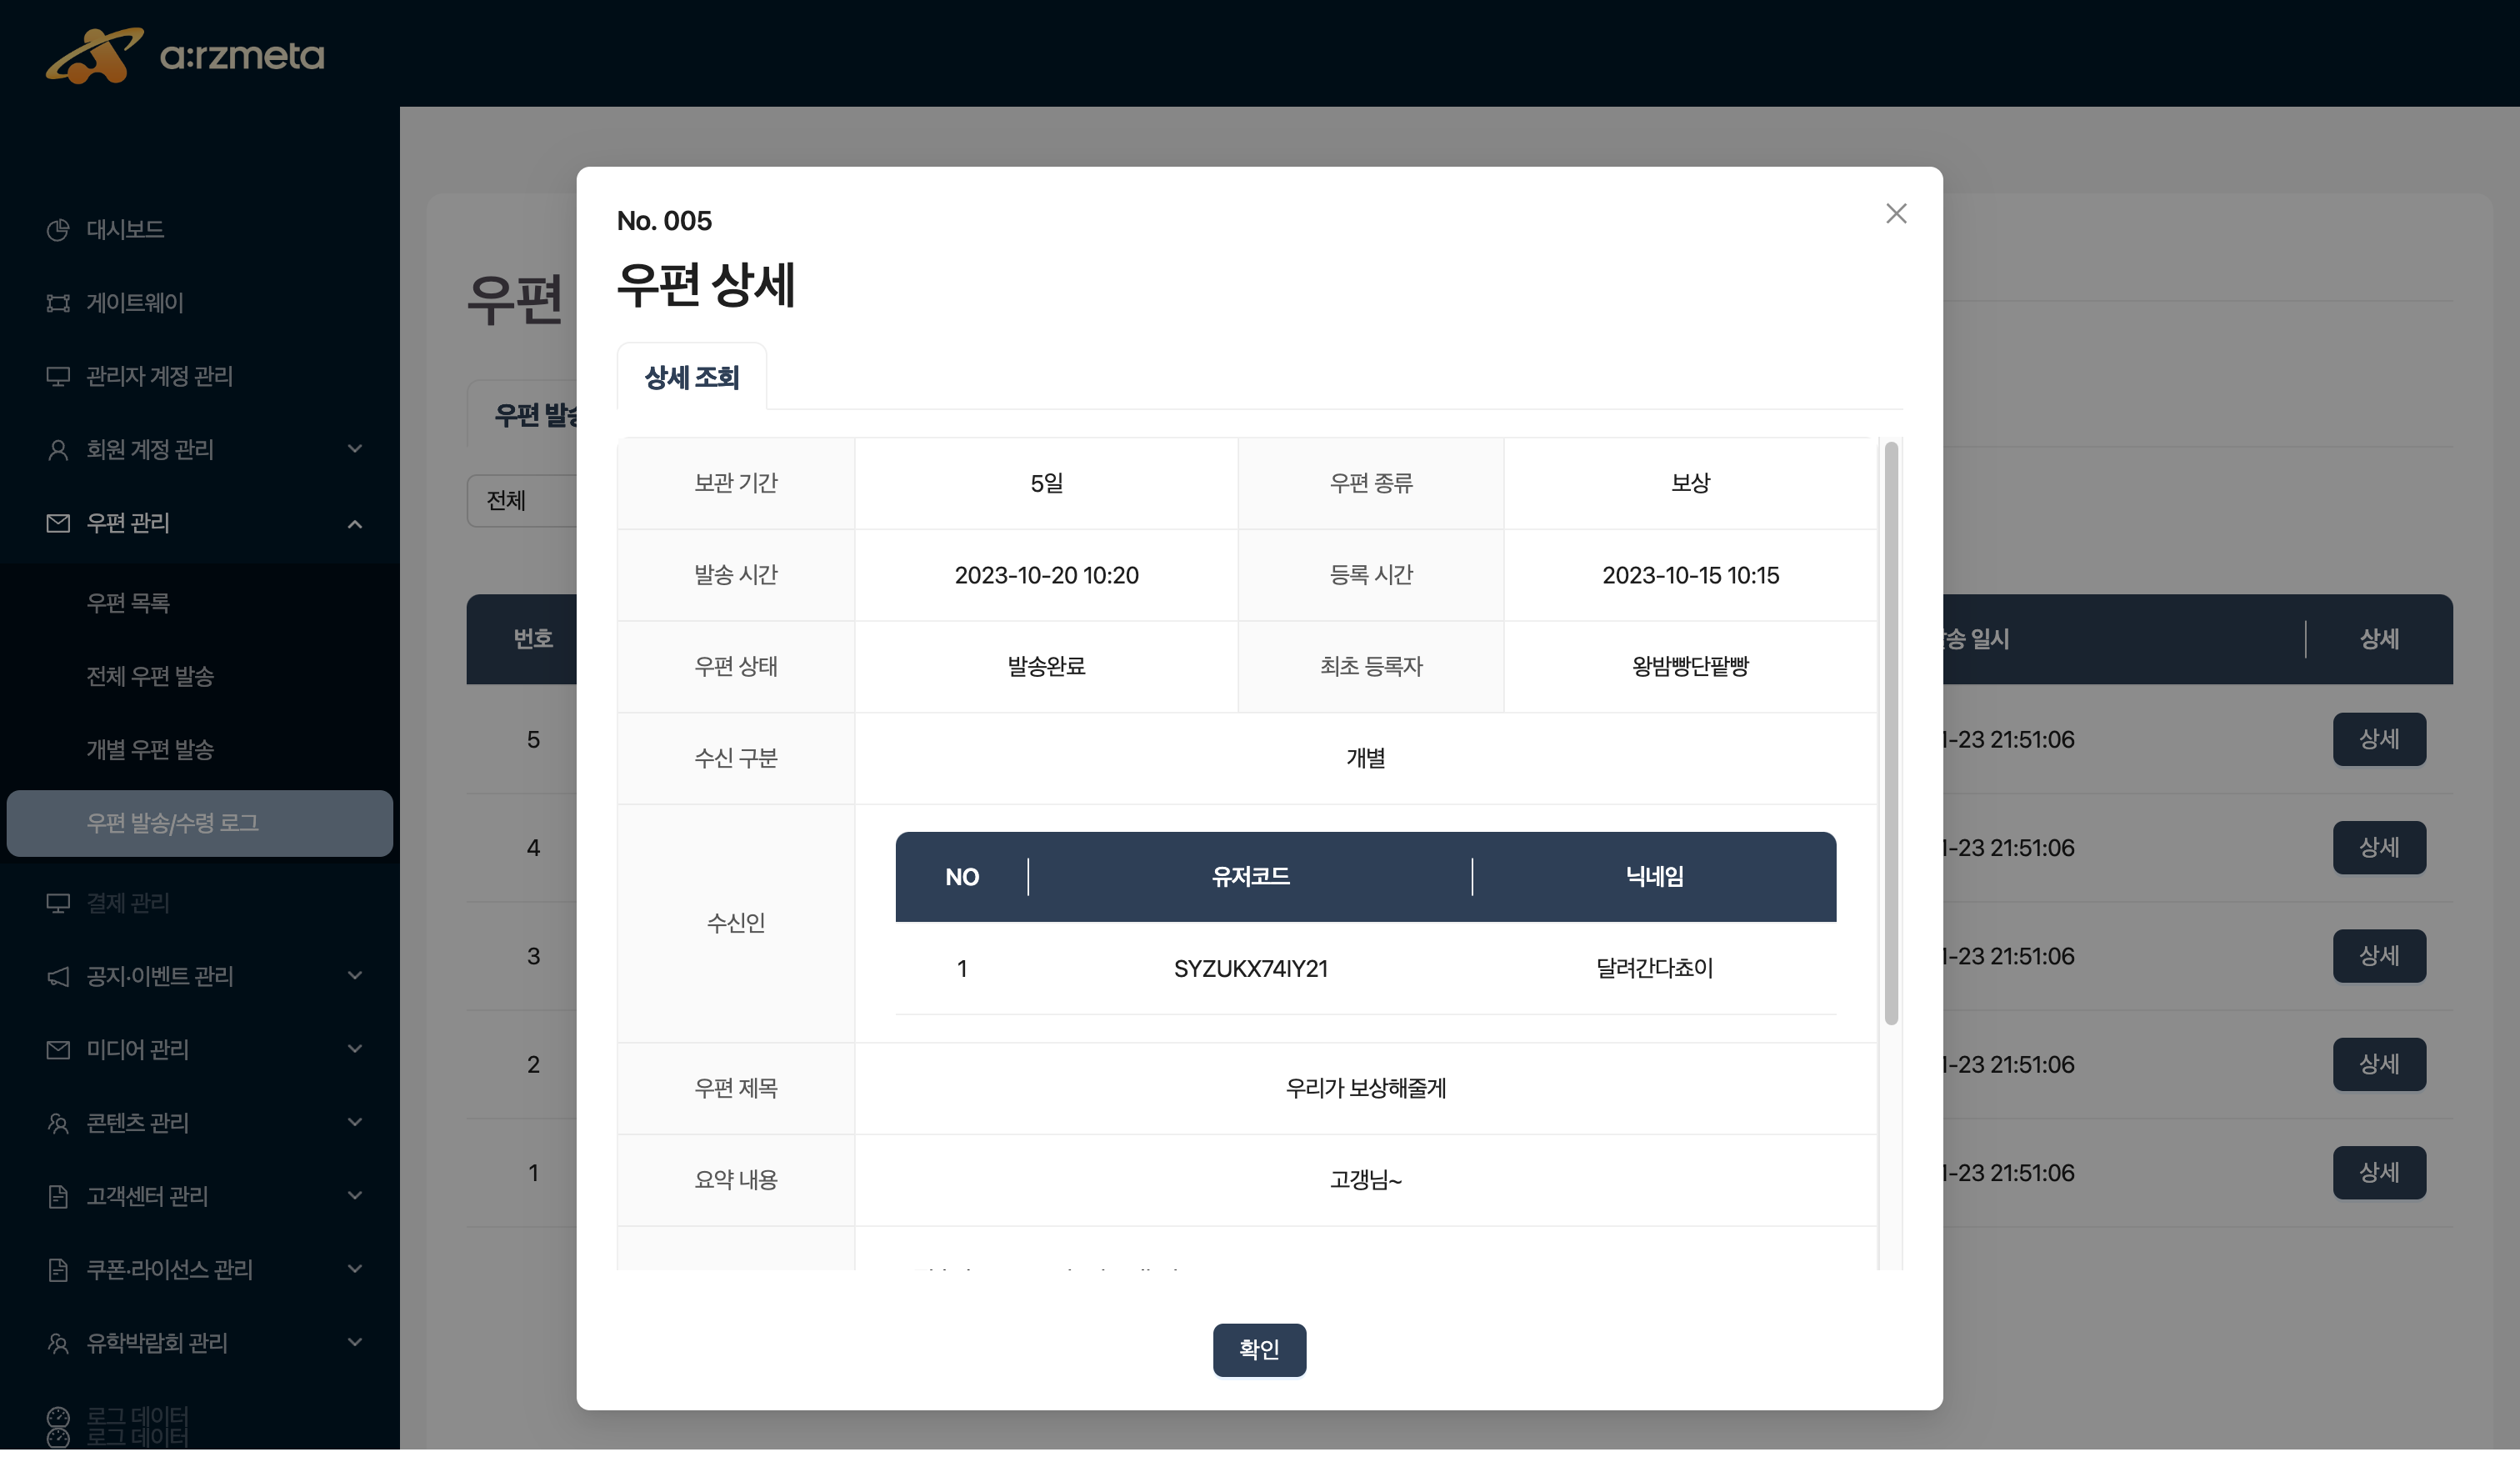 a:rzmeta
대시보드
게이트웨이
관리자 계정 관리
회원 계정 관리
우편 관리
우편 목록
전체 우편 발송
개별 우편 발송
우편 발송/수령 로그
결제 관리
공지·이벤트 관리
미디어 관리
콘텐츠 관리
고객센터 관리
쿠폰·라이선스 관리
유학박람회 관리
로그 데이터
로그 데이터
우편
우편 발송
전체
번호
5
4
3
2
1
No. 005
우편 상세
상세 조회
보관 기간 5일 우편 종류 보상
발송 시간 2023-10-20 10:20 등록 시간 2023-10-15 10:15
우편 상태 발송완료 최초 등록자 왕밤빵단팥빵
수신 구분 개별
수신인
NO 유저코드 닉네임
1 SYZUKX74IY21 달려간다쵸이
우편 제목 우리가 보상해줄게
요약 내용 고갱님~
확인
발송 일시 상세
1-23 21:51:06 상세
1-23 21:51:06 상세
1-23 21:51:06 상세
1-23 21:51:06 상세
1-23 21:51:06 상세